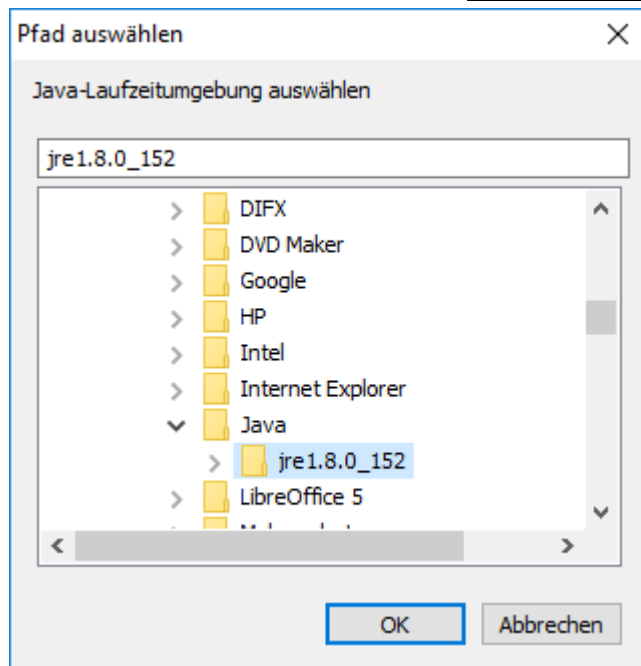 Pfad auswählen
Java-Laufzeitumgebung auswählen
jre1.8.0_152
DIFX
DVD Maker
Google
HP
Intel
Internet Explorer
Java
jre1.8.0_152
LibreOffice 5
OK
Abbrechen